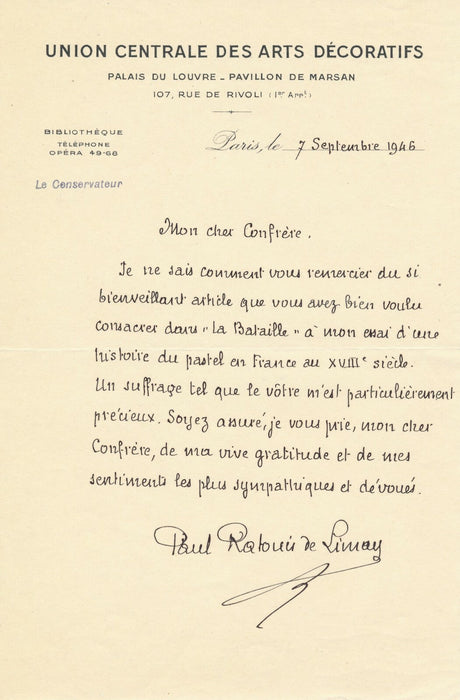 UNION CENTRALE DES ARTS DÉCORATIFS
PALAIS DU LOUVRE - PAVILLON DE MARSAN
107, RUE DE RIVOLI (1er Arrt)
BIBLIOTHÈQUE
TÉLÉPHONE
OPÉRA 49-68
Paris, le 7 Septembre 1946
Le Conservateur
Mon cher Confrère.
Je ne sais comment vous remercier du si
bienveillant article que vous avez bien voulu
consacrer dans "La Bataille" à mon essai d'une
histoire du pastel en France au XVIIIe siècle.
Un suffrage tel que le vôtre m'est particulièrement
précieux. Soyez assuré, je vous prie, mon cher
Confrère, de ma vive gratitude et de mes
sentiments les plus sympathiques et dévoués.
Paul Ratouis de Limay